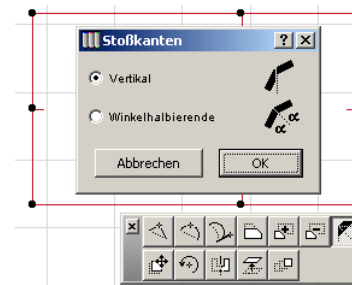 Stoßkanten
Vertikal
Winkelhalbierende
α
α
Abbrechen
OK